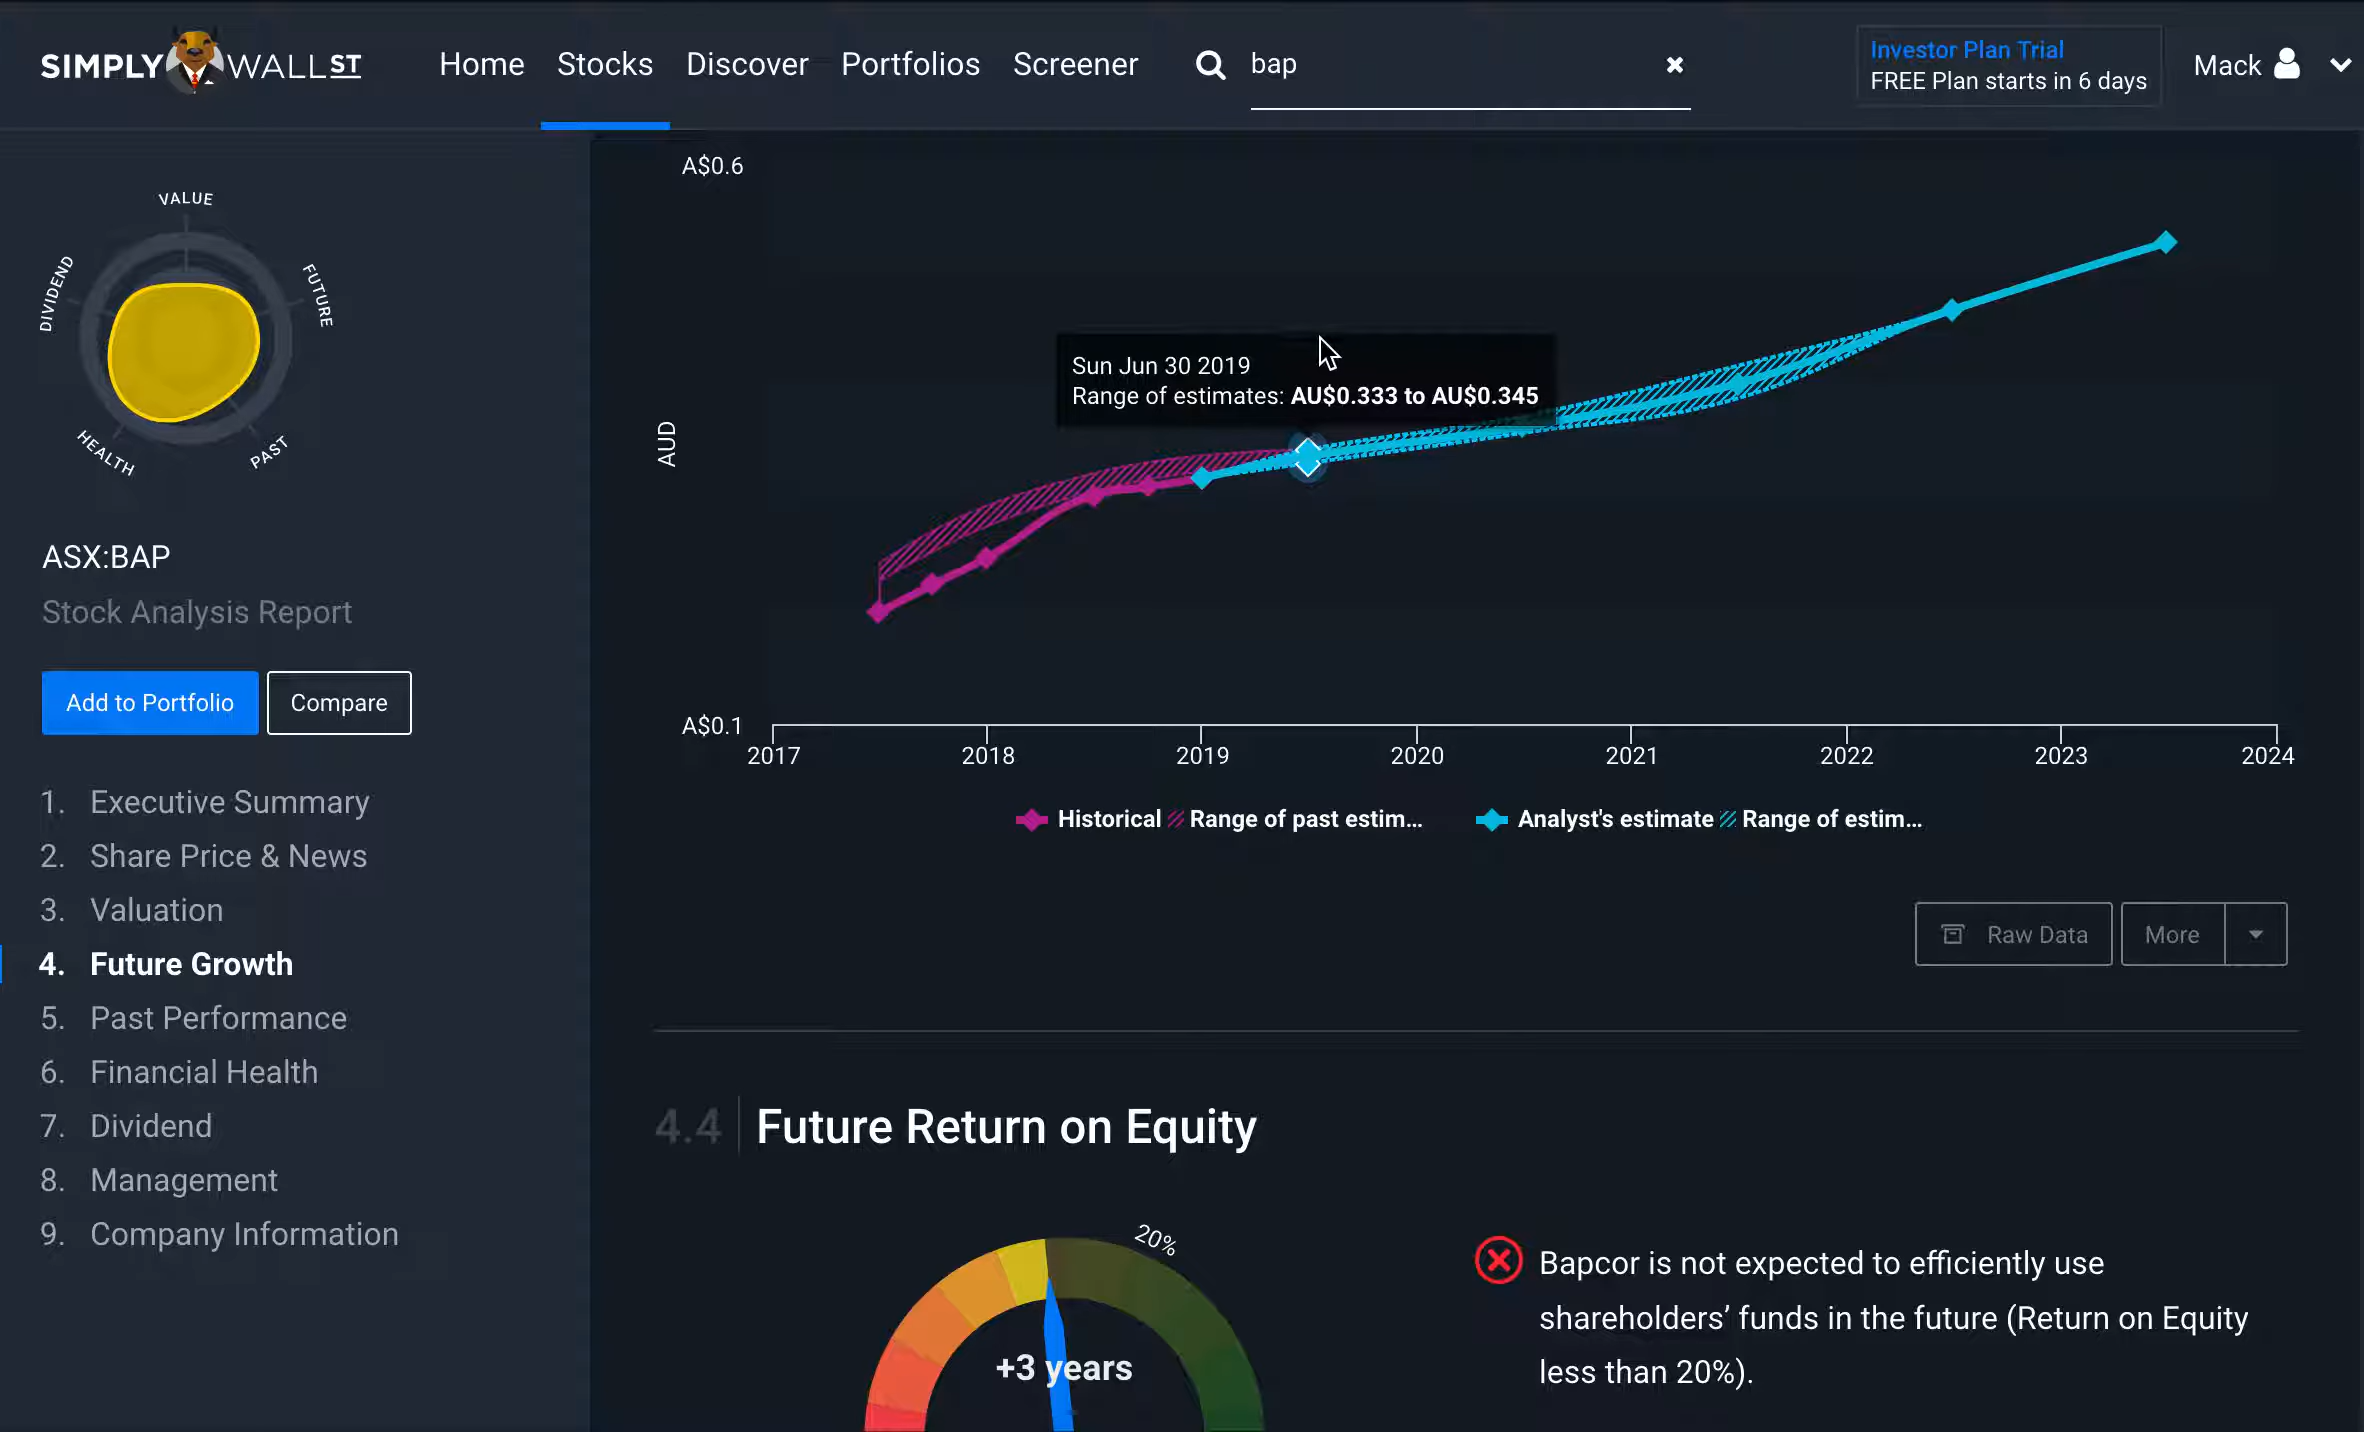 SIMPLY WALLST
Home Stocks Discover Portfolios Screener
bap
Investor Plan Trial
FREE Plan starts in 6 days
Mack
VALUE
FUTURE
PAST
HEALTH
DIVIDEND
ASX:BAP
Stock Analysis Report
Add to Portfolio
Compare
1. Executive Summary
2. Share Price & News
3. Valuation
4. Future Growth
5. Past Performance
6. Financial Health
7. Dividend
8. Management
9. Company Information
A$0.6
AUD
Sun Jun 30 2019
Range of estimates: AU$0.333 to AU$0.345
A$0.1
2017 2018 2019 2020 2021 2022 2023 2024
Historical Range of past estim... Analyst's estimate Range of estim...
Raw Data
More
4.4 Future Return on Equity
20%
+3 years
Bapcor is not expected to efficiently use
shareholders’ funds in the future (Return on Equity
less than 20%).